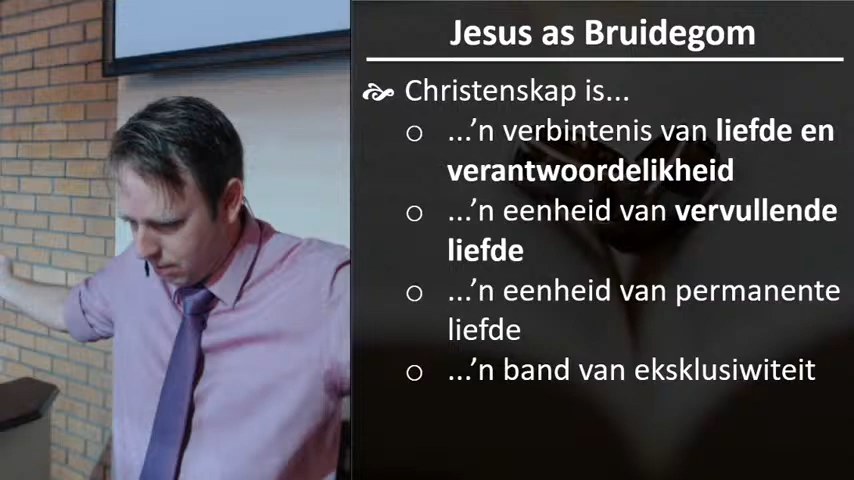 Jesus as Bruidegom
Christenskap is...
...'n verbintenis van liefde en
verantwoordelikheid
...'n eenheid van vervullende
liefde
...'n eenheid van permanente
liefde
...'n band van eksklusiwiteit